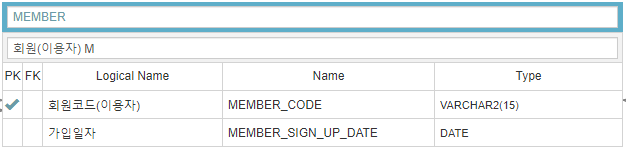 MEMBER
회원(이용자) M
PK FK Logical Name Name Type
회원코드(이용자) MEMBER_CODE VARCHAR2(15)
가입일자 MEMBER_SIGN_UP_DATE DATE